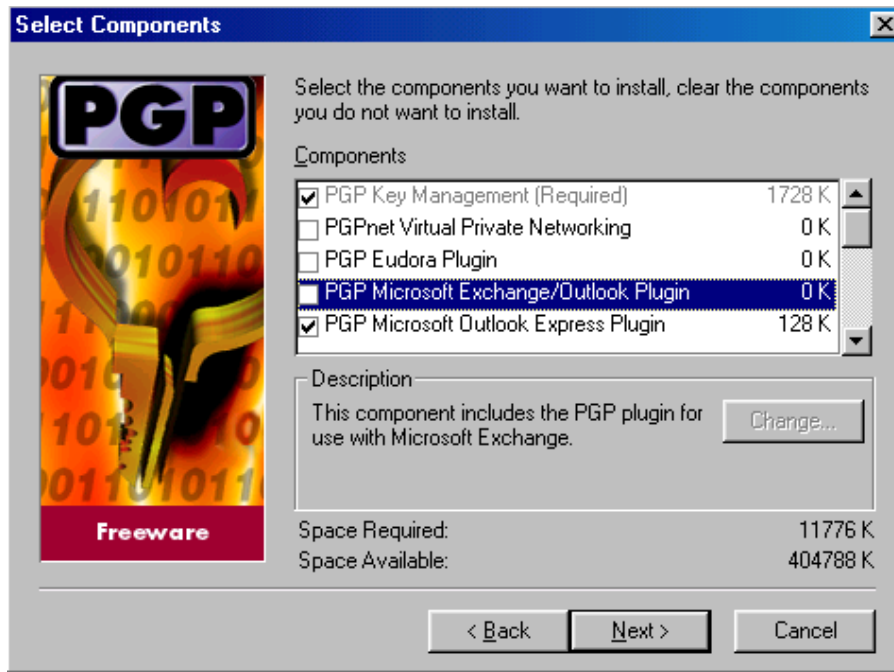 Select Components
PGP
Select the components you want to install, clear the components
you do not want to install.
Components
PGP Key Management (Required) 1728 K
PGPnet Virtual Private Networking 0 K
PGP Eudora Plugin 0 K
PGP Microsoft Exchange/Outlook Plugin 0 K
PGP Microsoft Outlook Express Plugin 128 K
Description
This component includes the PGP plugin for
use with Microsoft Exchange.
Change...
Freeware
Space Required: 11776 K
Space Available: 404788 K
< Back Next > Cancel